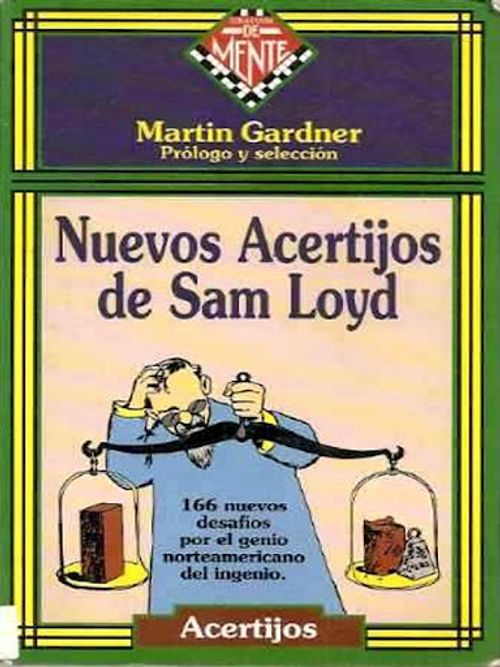 DE
MENTE
Martin Gardner
Prólogo y selección
Nuevos Acertijos
de Sam Loyd
166 nuevos
desafíos
por el genio
norteamericano
del ingenio.
Acertijos